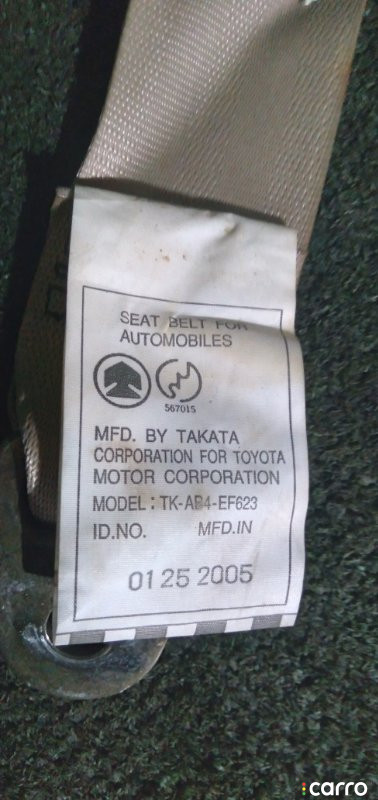 SEAT BELT FOR
AUTOMOBILES
567015
MFD. BY TAKATA
CORPORATION FOR TOYOTA
MOTOR CORPORATION
MODEL: TK-AB4-EF623
ID.NO. MFD.IN
01 25 2005
carro